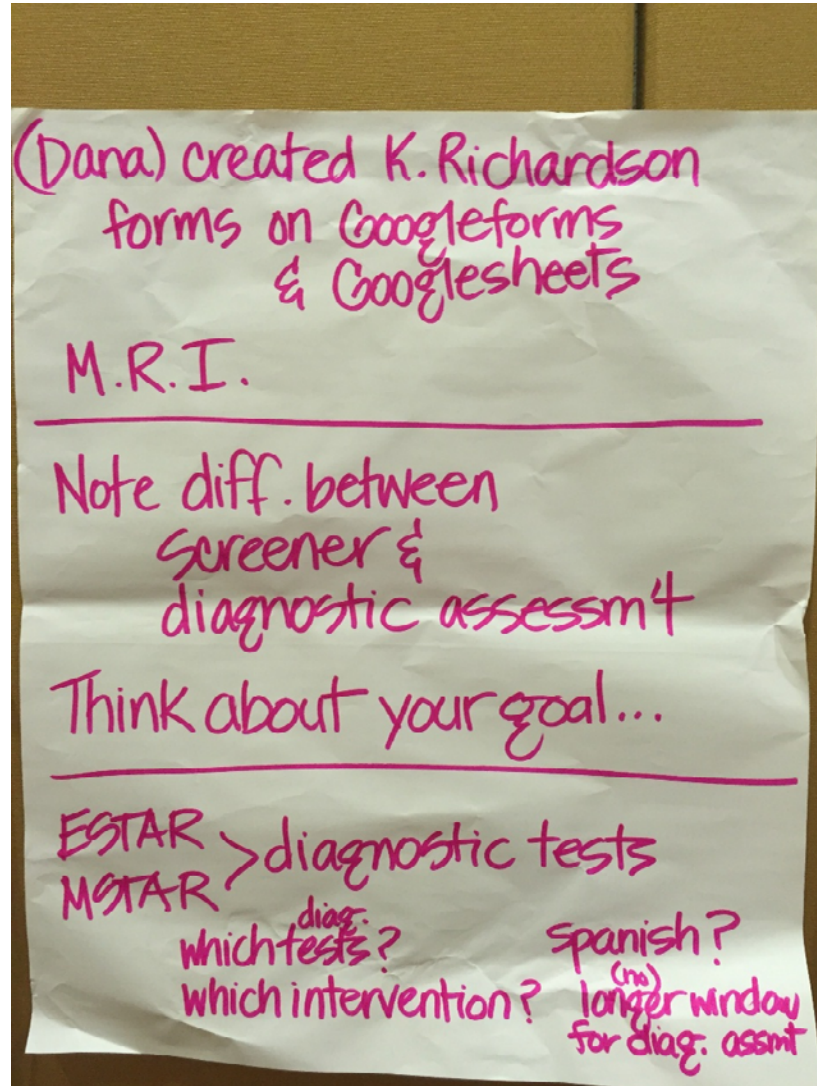 (Dana) created K. Richardson
forms on Googleforms
& Googlesheets
M.R.I.
Note diff. between
screener &
diagnostic assessm't
Think about your goal...
ESTAR
MSTAR > diagnostic tests
diag.
which tests?
which intervention?
Spanish?
(no)
longer window
for diag. assmt